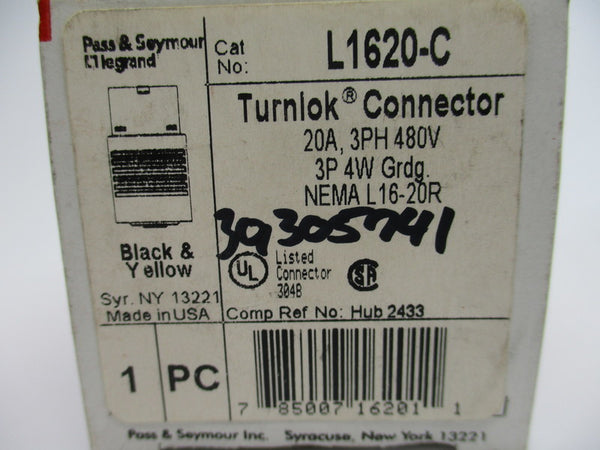 Pass & Seymour
legrand
Cat No:
L1620-C
Turnlok® Connector
20A, 3PH 480V
3P 4W Grdg.
NEMA L16-20R
Black & Yellow
UL
Listed
Connector
304B
SA
Syr. NY 13221
Made in USA
Comp Ref No: Hub 2433
1 PC
7 85007 16201 1
Pass & Seymour Inc. Syracuse, New York 13221